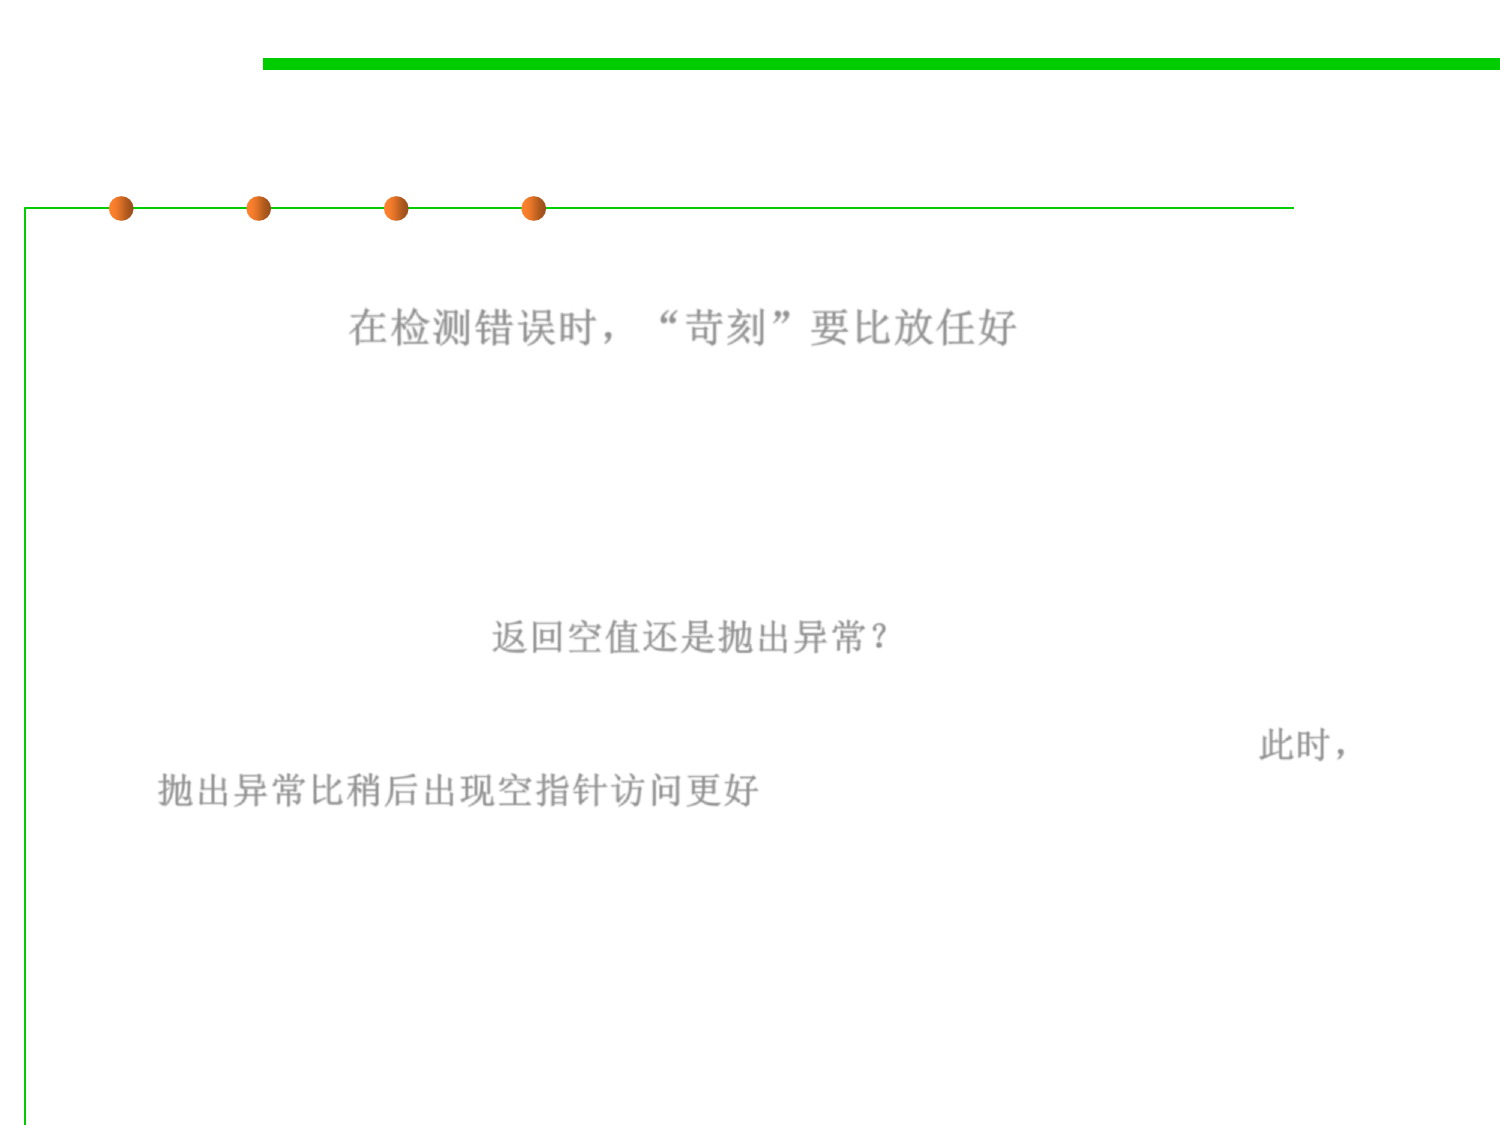 在检测错误时，“苛刻”要比放任好
返回空值还是抛出异常？
此时，
抛出异常比稍后出现空指针访问更好